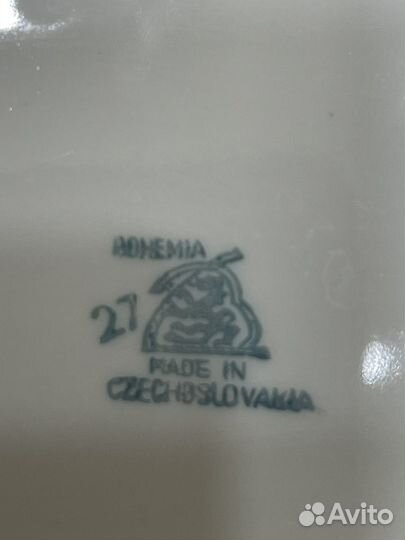 BOHEMIA
27
MADE IN
CZECHOSLOVAKIA
Avito